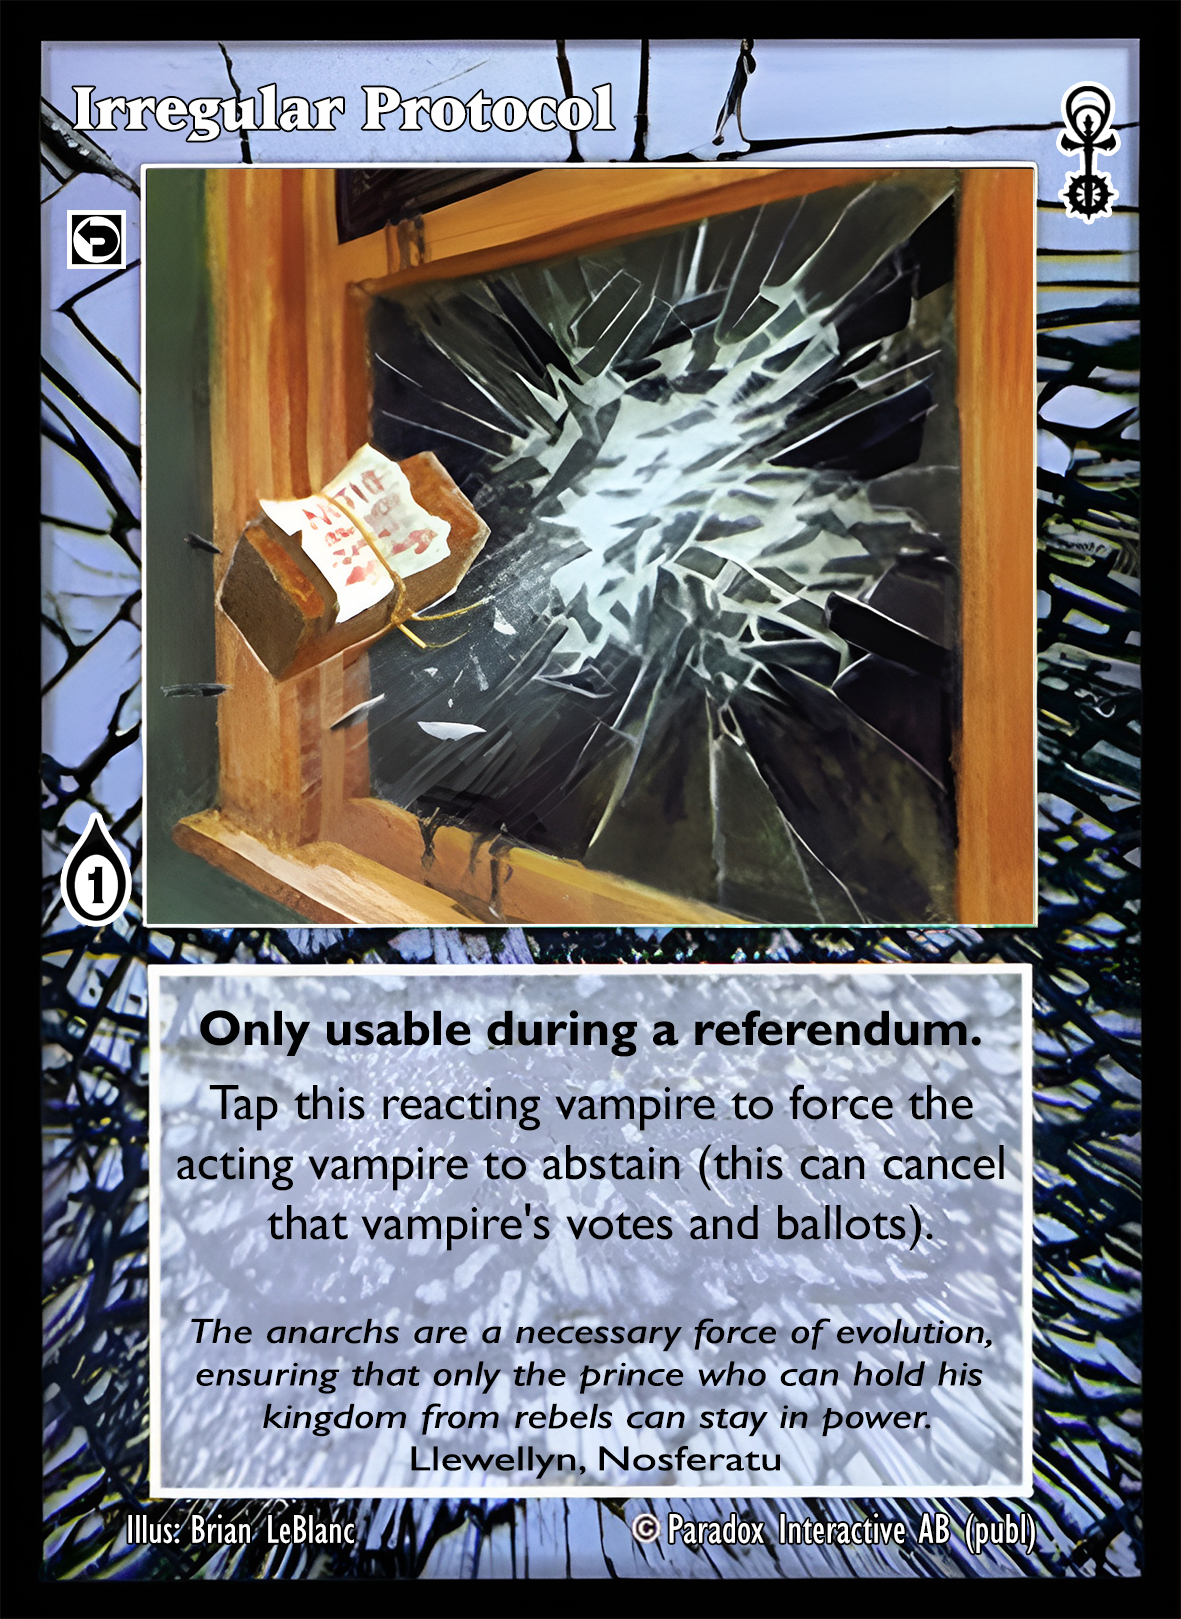 Irregular Protocol
1
Only usable during a referendum.
Tap this reacting vampire to force the
acting vampire to abstain (this can cancel
that vampire's votes and ballots).
The anarchs are a necessary force of evolution,
ensuring that only the prince who can hold his
kingdom from rebels can stay in power.
Llewellyn, Nosferatu
Illus: Brian LeBlanc
© Paradox Interactive AB (publ)